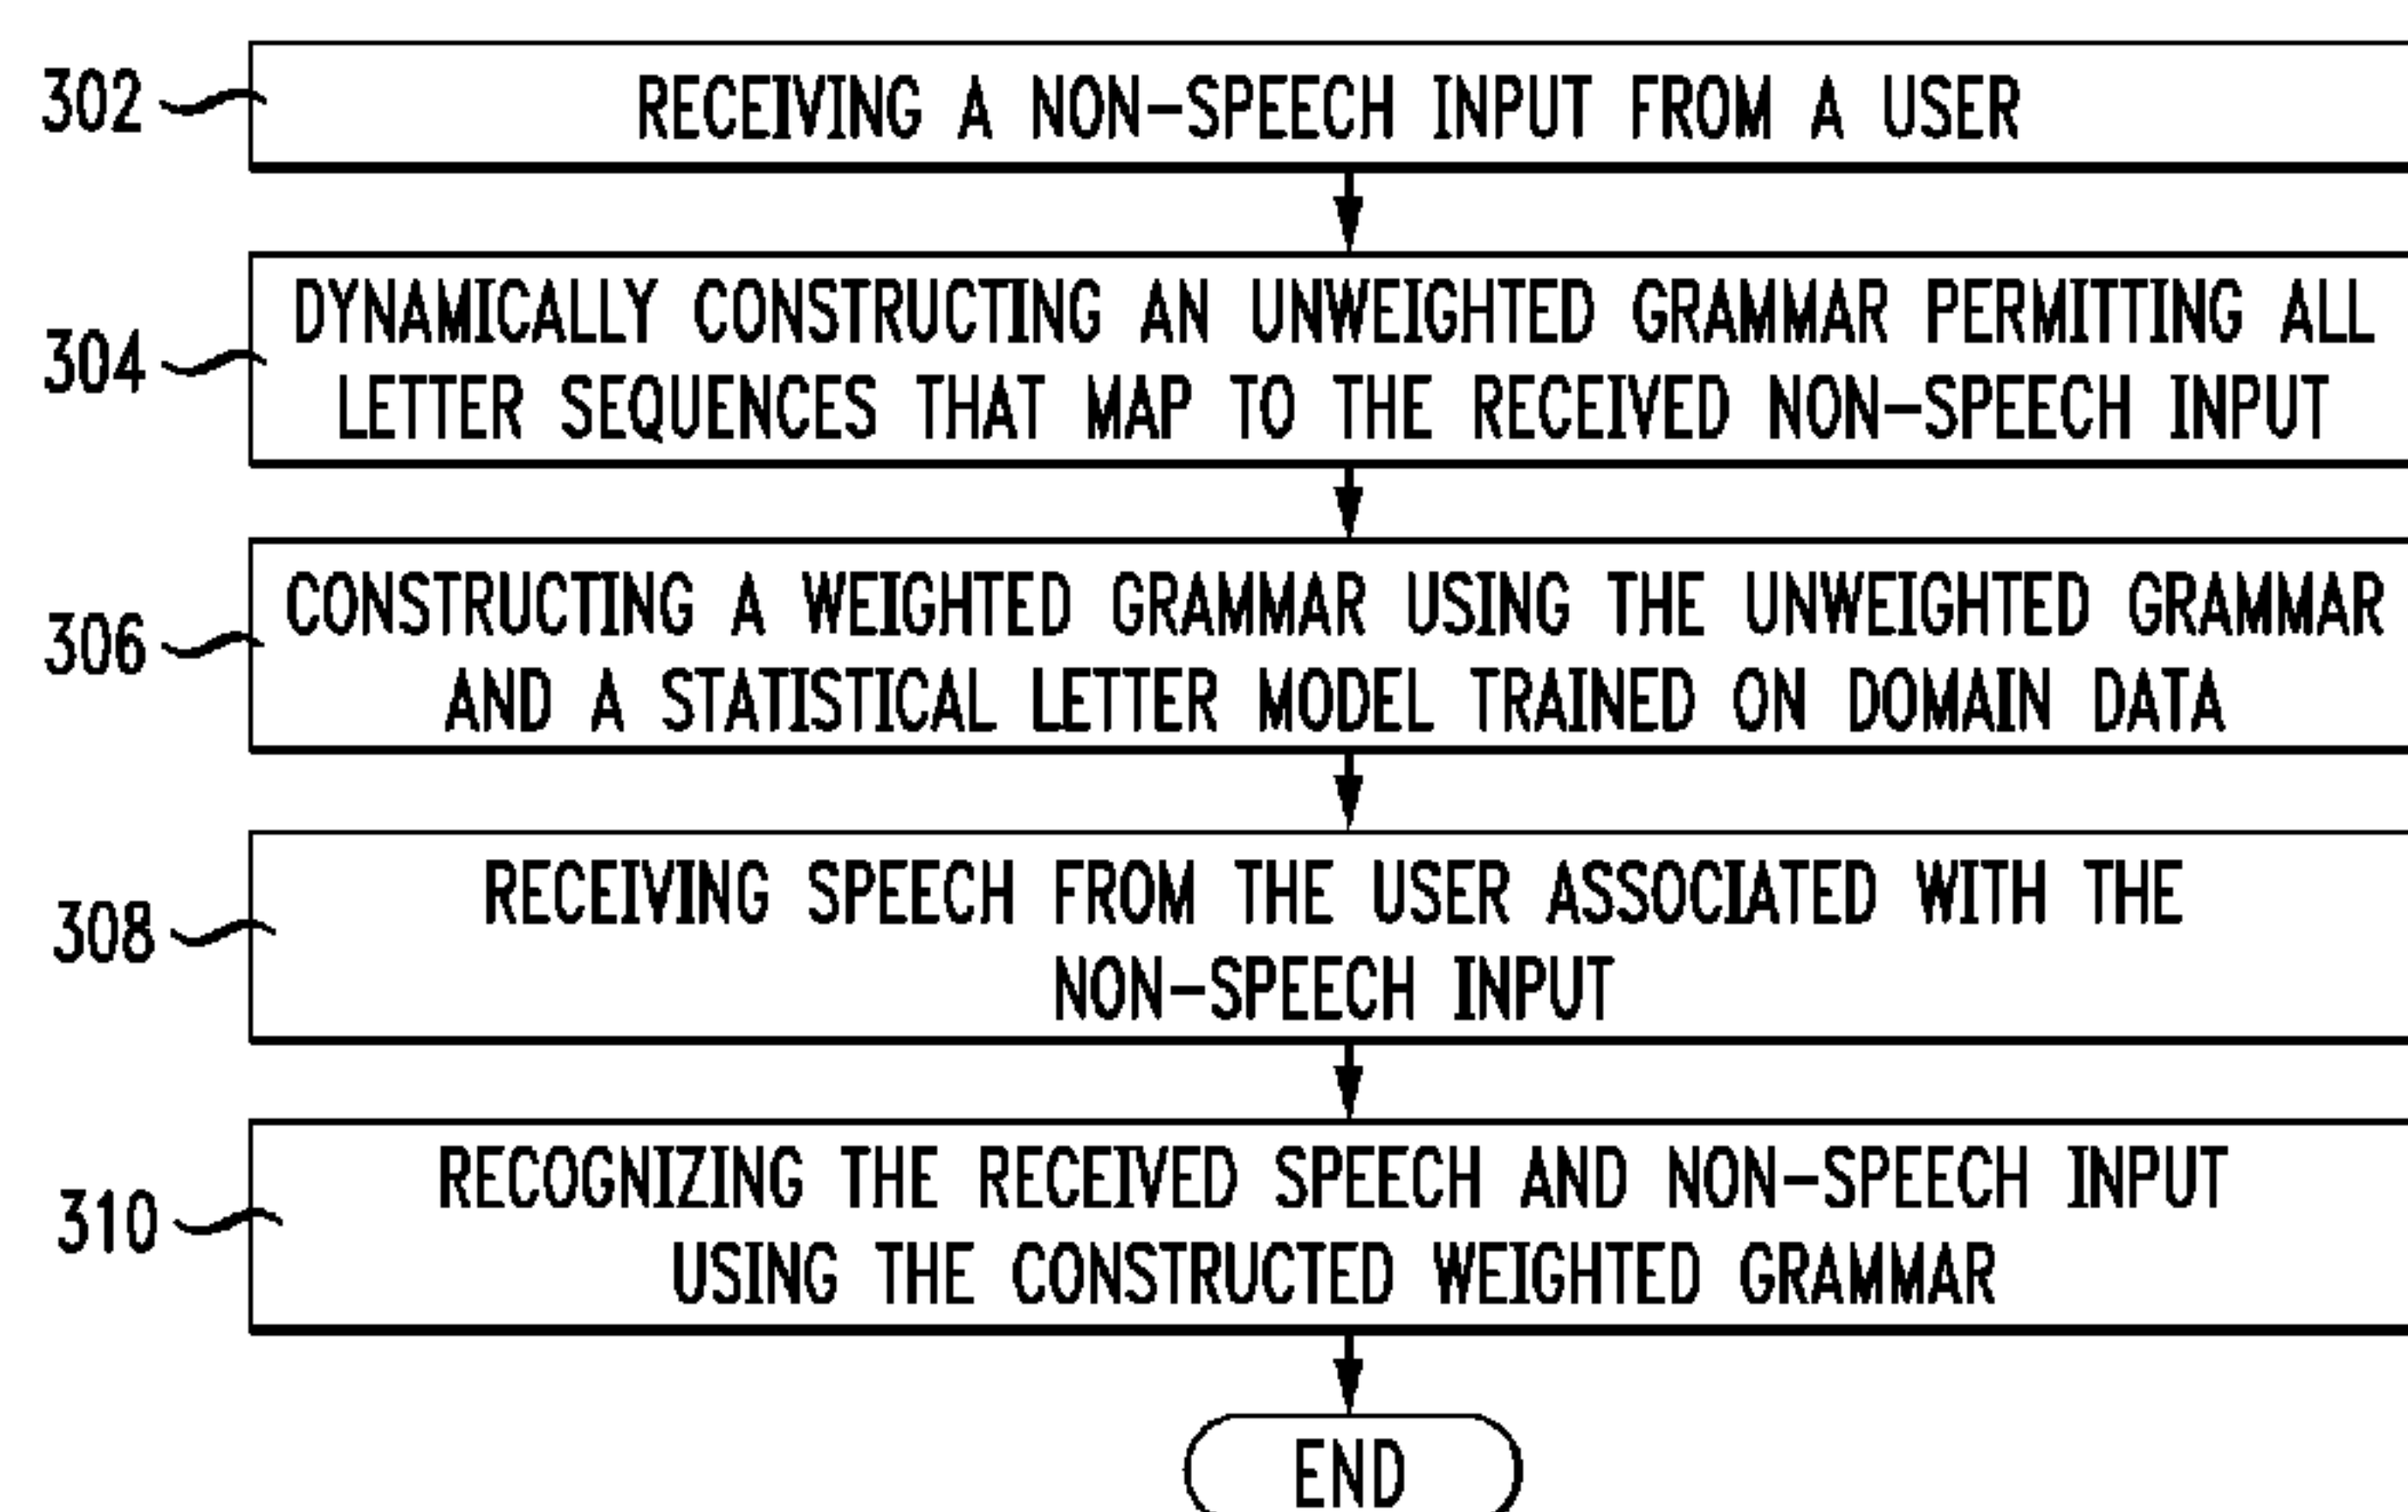 302
RECEIVING A NON-SPEECH INPUT FROM A USER
304
DYNAMICALLY CONSTRUCTING AN UNWEIGHTED GRAMMAR PERMITTING ALL
LETTER SEQUENCES THAT MAP TO THE RECEIVED NON-SPEECH INPUT
306
CONSTRUCTING A WEIGHTED GRAMMAR USING THE UNWEIGHTED GRAMMAR
AND A STATISTICAL LETTER MODEL TRAINED ON DOMAIN DATA
308
RECEIVING SPEECH FROM THE USER ASSOCIATED WITH THE
NON-SPEECH INPUT
310
RECOGNIZING THE RECEIVED SPEECH AND NON-SPEECH INPUT
USING THE CONSTRUCTED WEIGHTED GRAMMAR
END